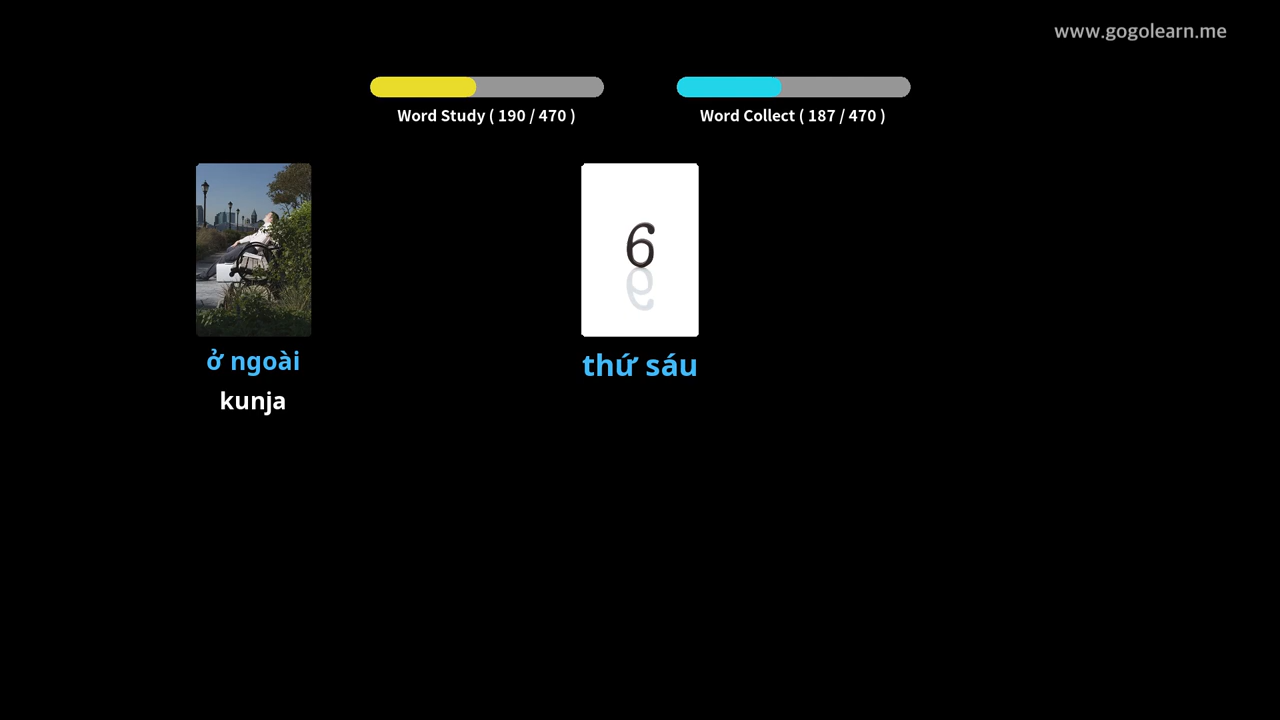 www.gogolearn.me
Word Study ( 190 / 470 )
Word Collect ( 187 / 470 )
6
ở ngoài
thứ sáu
kunja